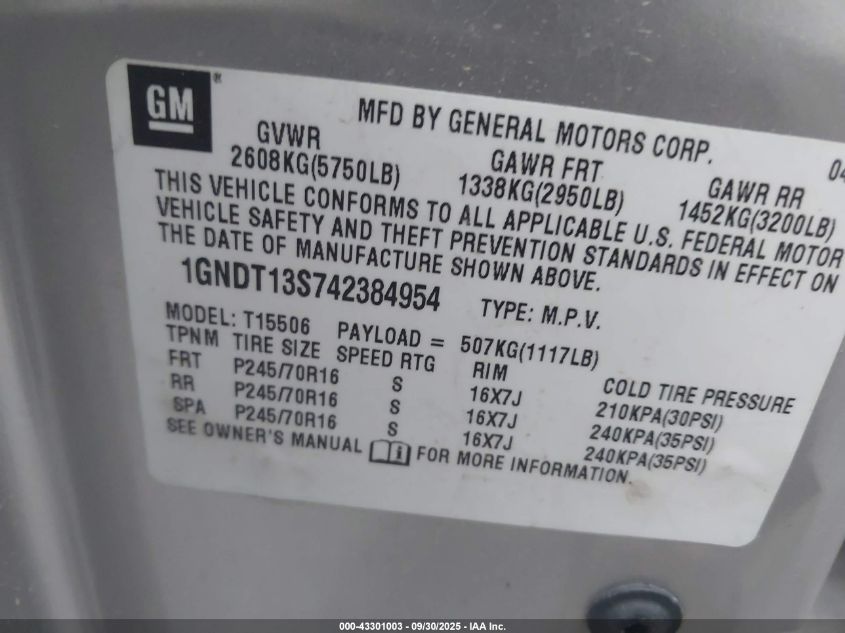 GM ®
MFD BY GENERAL MOTORS CORP. 04
GVWR GAWR FRT GAWR RR
2608KG(5750LB) 1338KG(2950LB) 1452KG(3200LB)
THIS VEHICLE CONFORMS TO ALL APPLICABLE U.S. FEDERAL MOTOR
VEHICLE SAFETY AND THEFT PREVENTION STANDARDS IN EFFECT ON
THE DATE OF MANUFACTURE SHOWN ABOVE.
1GNDT13S742384954 TYPE: M.P.V.
MODEL: T15506 PAYLOAD = 507KG(1117LB)
TPNM TIRE SIZE SPEED RTG RIM COLD TIRE PRESSURE
FRT P245/70R16 S 16X7J 210KPA(30PSI)
RR P245/70R16 S 16X7J 240KPA(35PSI)
SPA P245/70R16 S 16X7J 240KPA(35PSI)
SEE OWNER'S MANUAL i FOR MORE INFORMATION.
000-43301003 - 09/30/2025 - IAA Inc.